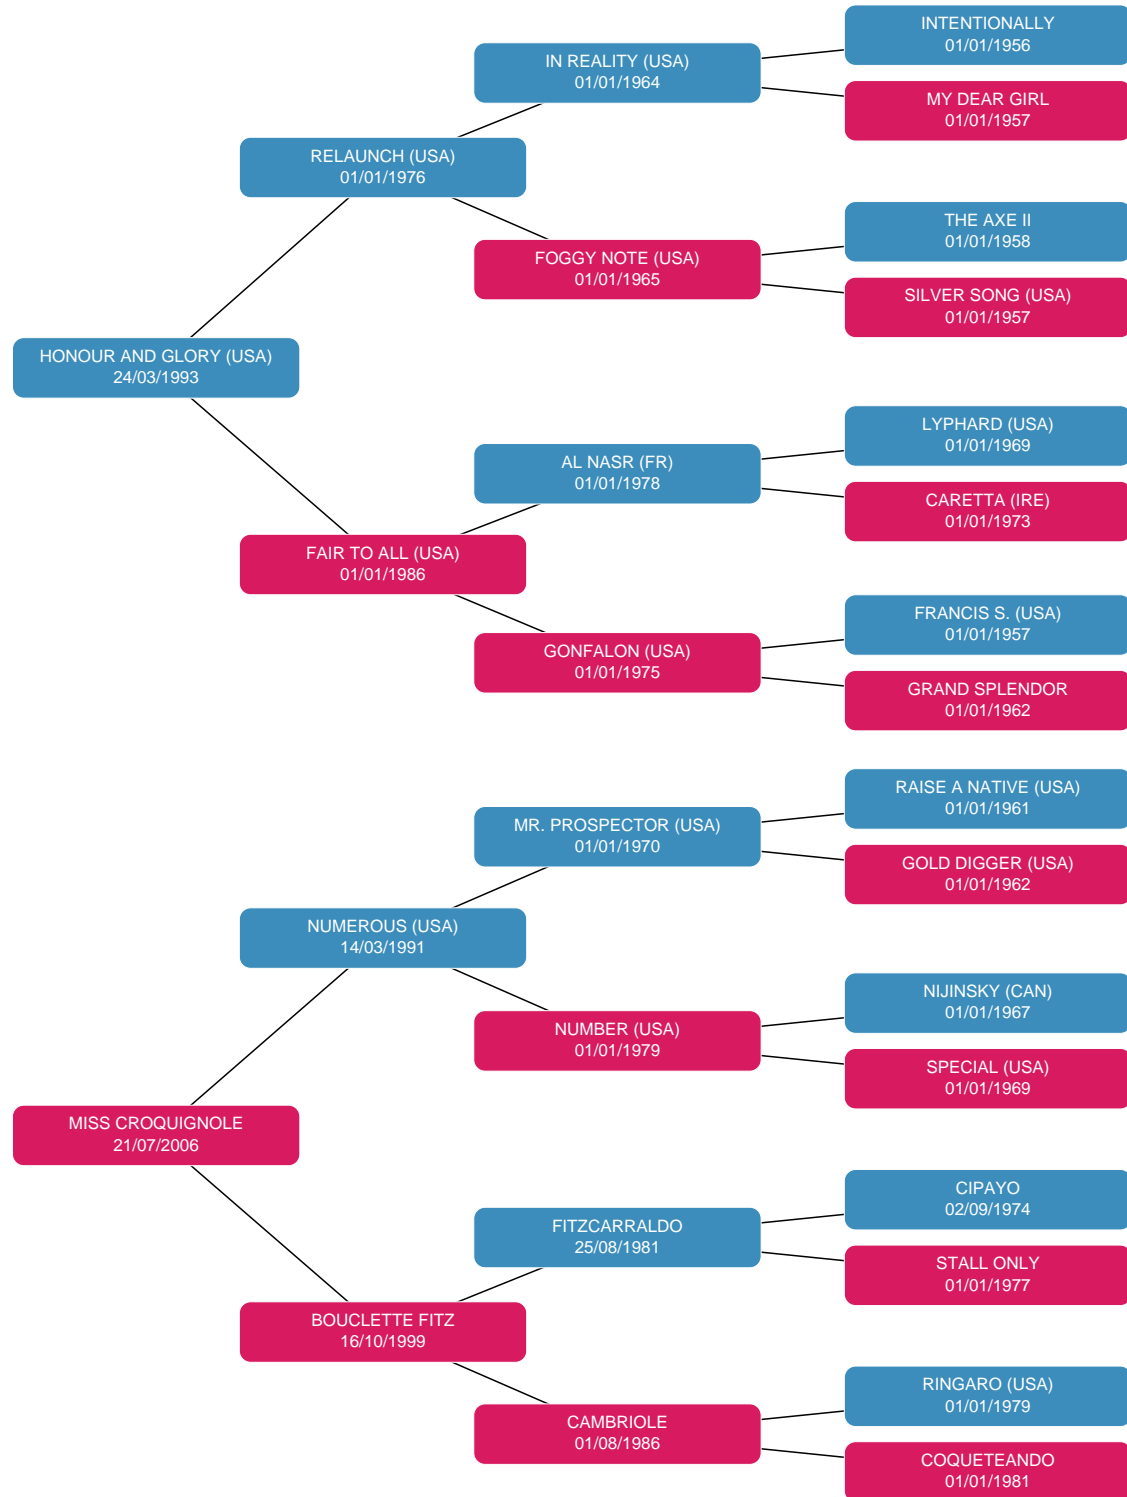 INTENTIONALLY
01/01/1956
IN REALITY (USA)
01/01/1964
MY DEAR GIRL
01/01/1957
RELAUNCH (USA)
01/01/1976
THE AXE II
01/01/1958
FOGGY NOTE (USA)
01/01/1965
SILVER SONG (USA)
01/01/1957
HONOUR AND GLORY (USA)
24/03/1993
LYPHARD (USA)
01/01/1969
AL NASR (FR)
01/01/1978
CARETTA (IRE)
01/01/1973
FAIR TO ALL (USA)
01/01/1986
FRANCIS S. (USA)
01/01/1957
GONFALON (USA)
01/01/1975
GRAND SPLENDOR
01/01/1962
RAISE A NATIVE (USA)
01/01/1961
MR. PROSPECTOR (USA)
01/01/1970
GOLD DIGGER (USA)
01/01/1962
NUMEROUS (USA)
14/03/1991
NIJINSKY (CAN)
01/01/1967
NUMBER (USA)
01/01/1979
SPECIAL (USA)
01/01/1969
MISS CROQUIGNOLE
21/07/2006
CIPAYO
02/09/1974
FITZCARRALDO
25/08/1981
STALL ONLY
01/01/1977
BOUCLETTE FITZ
16/10/1999
RINGARO (USA)
01/01/1979
CAMBRIOLE
01/08/1986
COQUETEANDO
01/01/1981